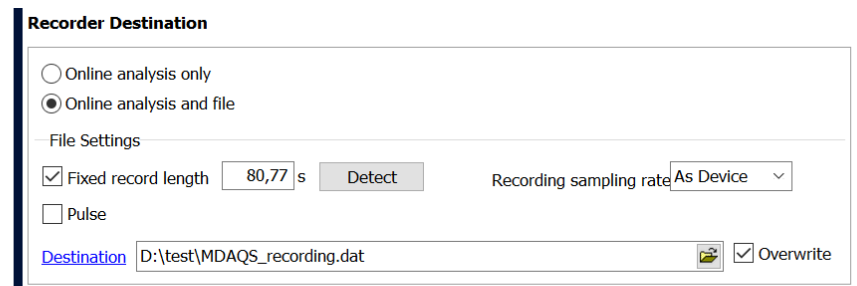 Recorder Destination
Online analysis only
Online analysis and file
File Settings
Fixed record length 80,77 s Detect Recording sampling rate As Device
Pulse
Destination D:\test\MDAQS_recording.dat Overwrite